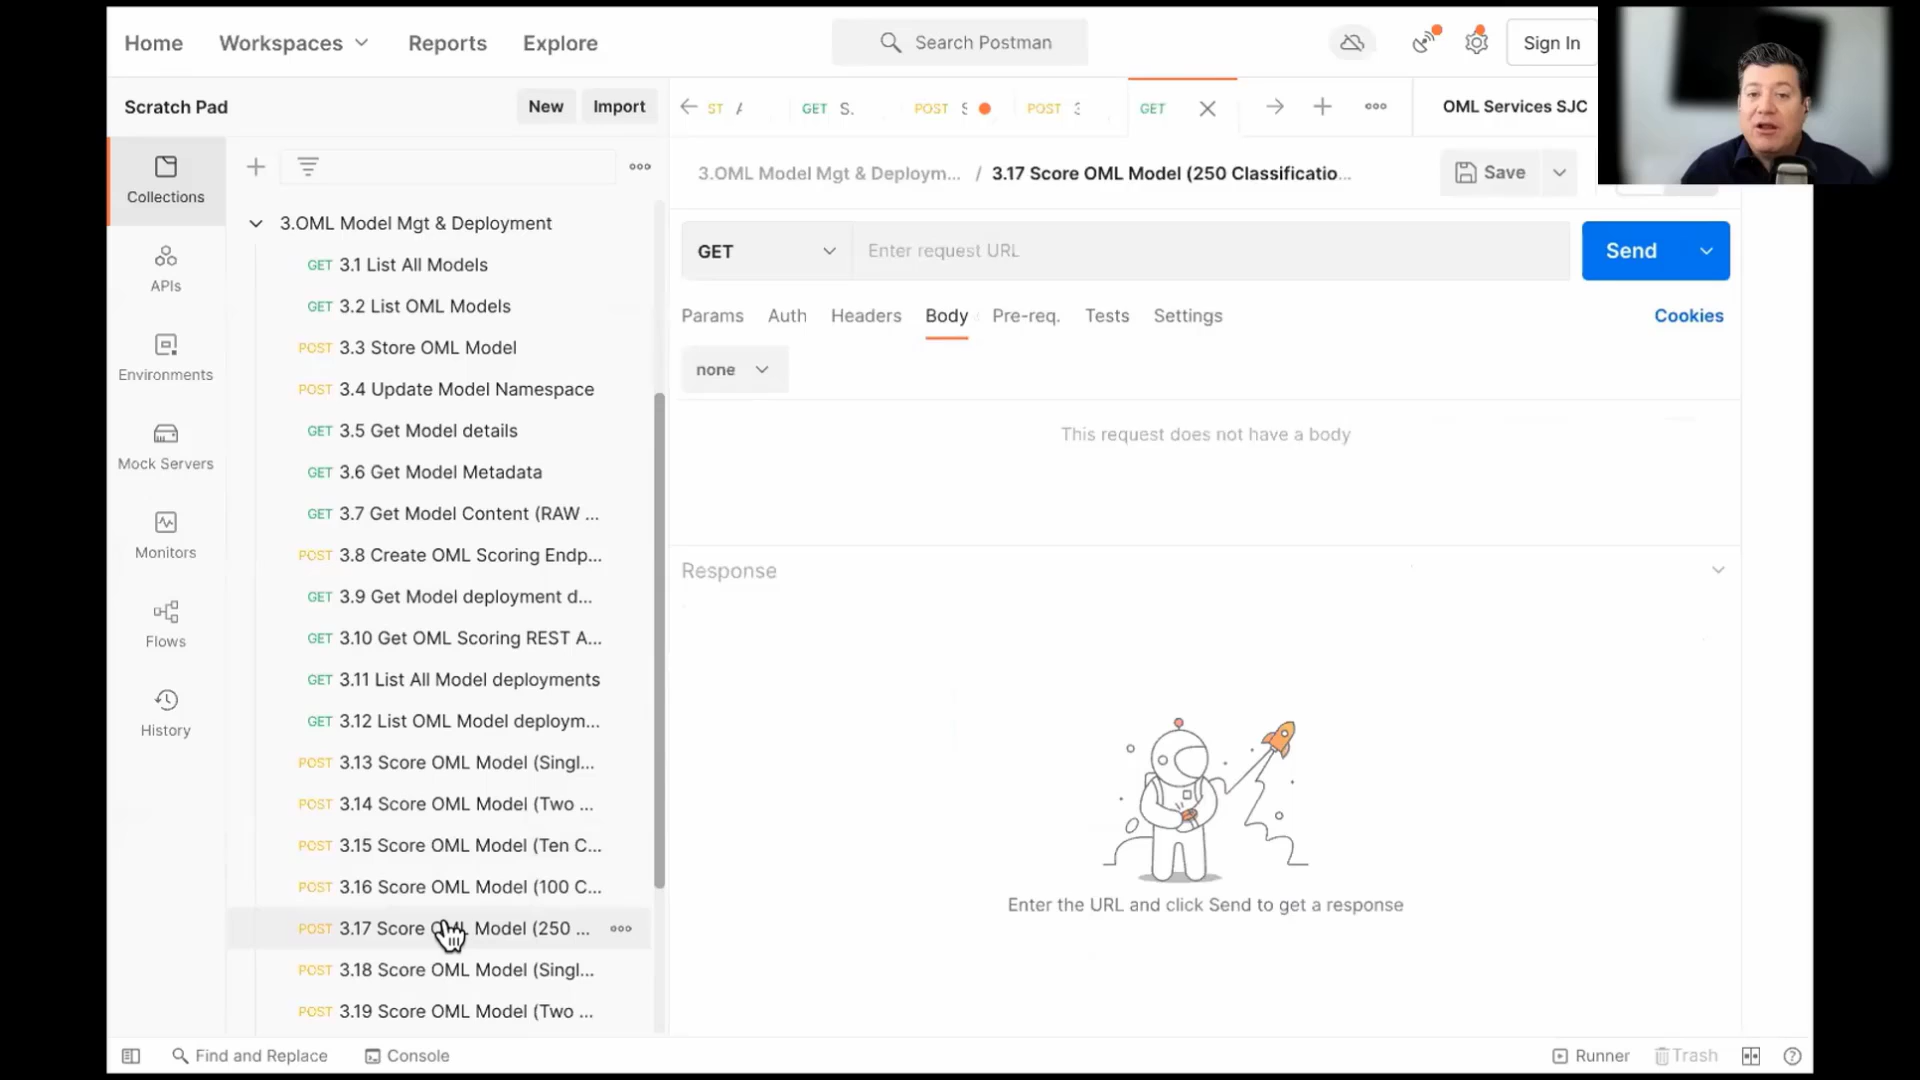 Home
Workspaces
Reports
Explore
Search Postman
Sign In
Scratch Pad
New
Import
ST
GET S.
POST
POST
GET
OML Services SJC
Collections
APIs
Environments
Mock Servers
Monitors
Flows
History
3.OML Model Mgt & Deployment
GET 3.1 List All Models
GET 3.2 List OML Models
POST 3.3 Store OML Model
POST 3.4 Update Model Namespace
GET 3.5 Get Model details
GET 3.6 Get Model Metadata
GET 3.7 Get Model Content (RAW ...
POST 3.8 Create OML Scoring Endp...
GET 3.9 Get Model deployment d...
GET 3.10 Get OML Scoring REST A...
GET 3.11 List All Model deployments
GET 3.12 List OML Model deploym...
POST 3.13 Score OML Model (Singl...
POST 3.14 Score OML Model (Two ...
POST 3.15 Score OML Model (Ten C...
POST 3.16 Score OML Model (100 C...
POST 3.17 Score OML Model (250 ...
POST 3.18 Score OML Model (Singl...
POST 3.19 Score OML Model (Two ...
3.OML Model Mgt & Deploym... / 3.17 Score OML Model (250 Classificatio...
Save
GET
Enter request URL
Send
Params
Auth
Headers
Body
Pre-req.
Tests
Settings
Cookies
none
This request does not have a body
Response
Enter the URL and click Send to get a response
Find and Replace
Console
Runner
Trash